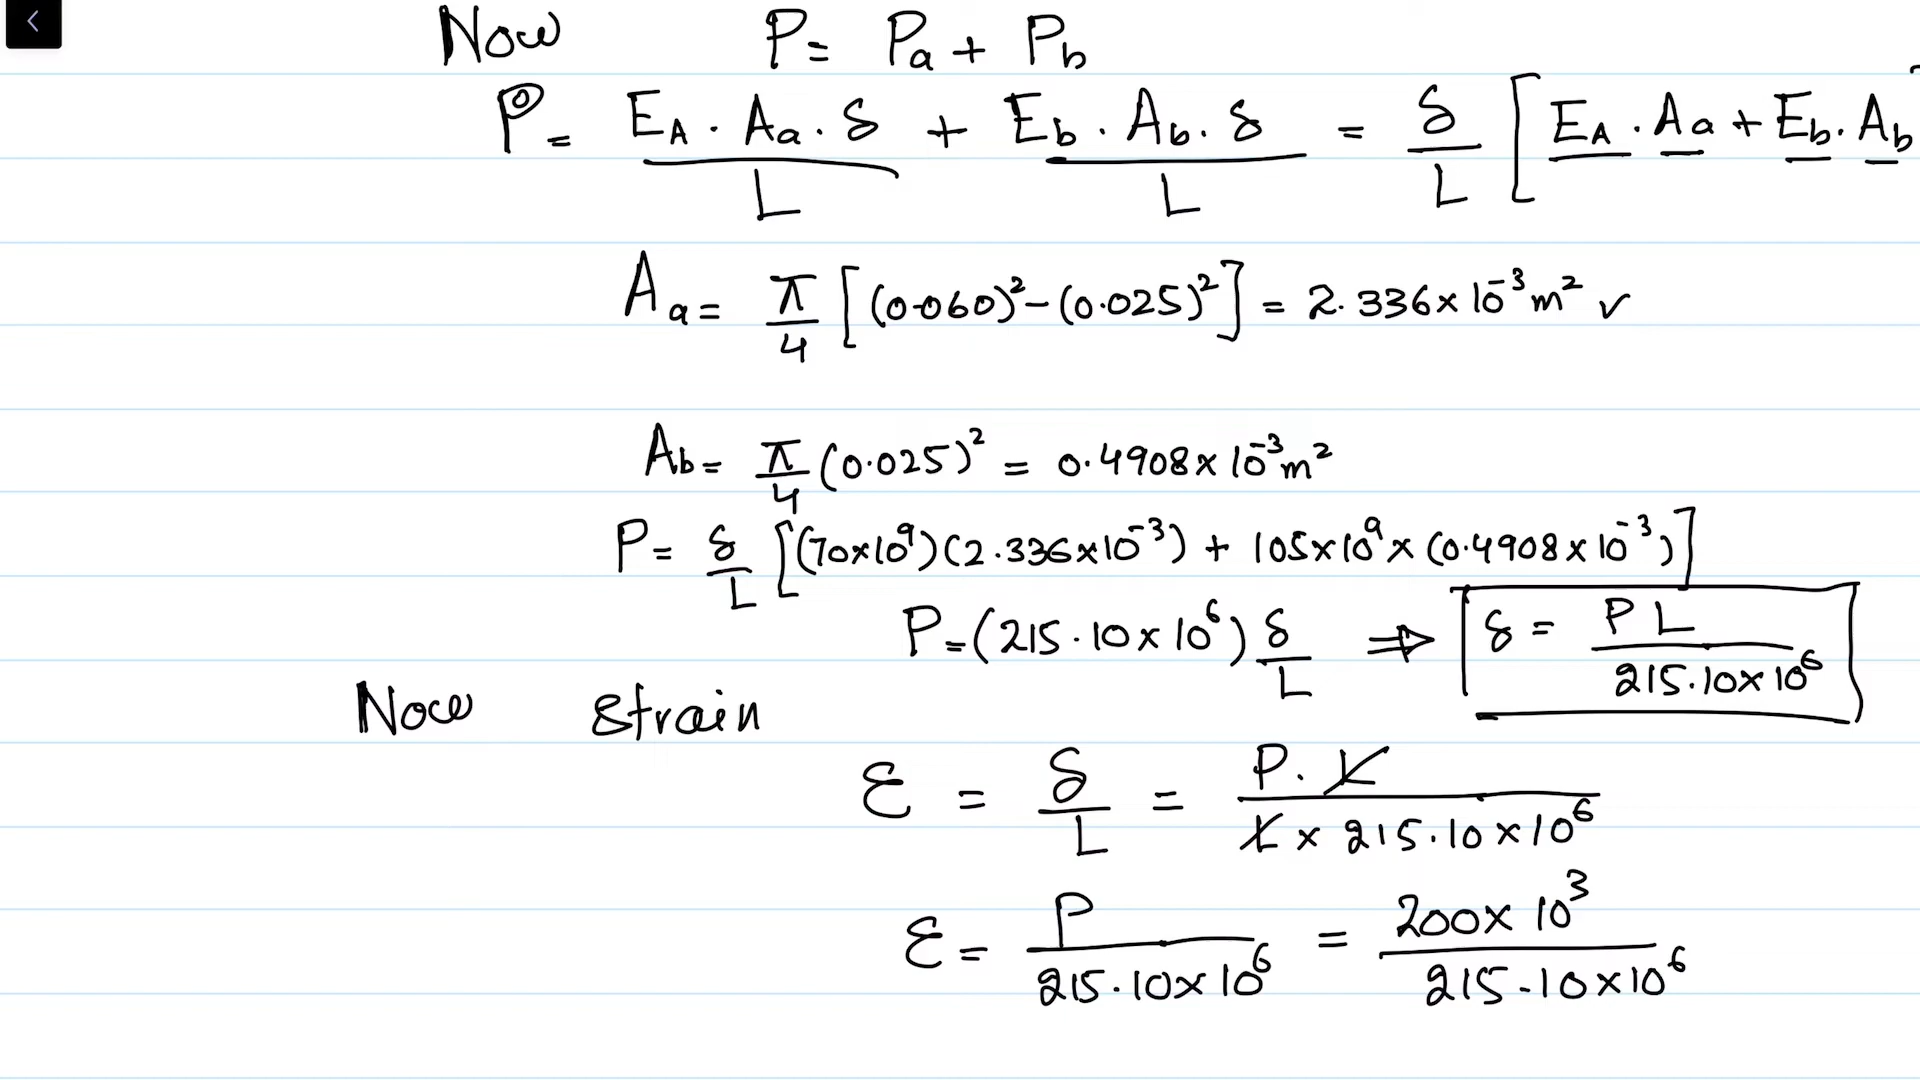 Now P = Pa + Pb
P = EA . Aa . δ / L + Eb . Ab . δ / L = δ / L [EA . Aa + Eb . Ab
Aa = π/4 [(0.060)² − (0.025)²] = 2.336 × 10⁻³ m² ✓
Ab = π/4 (0.025)² = 0.4908 × 10⁻³ m²
P = δ/L [(70×10⁹)(2.336×10⁻³) + 105×10⁹ × (0.4908×10⁻³)]
P = (215.10 × 10⁶) δ/L ⇒ δ = PL / 215.10×10⁶
Now strain
ε = δ/L = P . L / L × 215.10 × 10⁶
ε = P / 215.10×10⁶ = 200×10³ / 215.10×10⁶